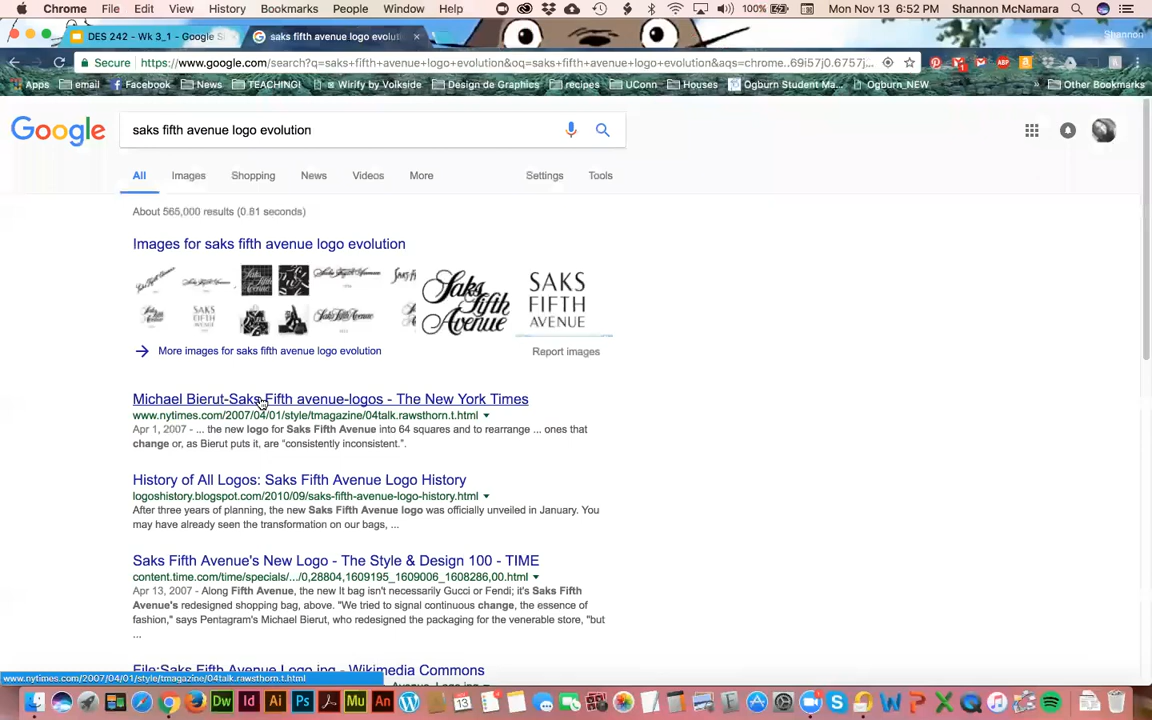 Chrome File Edit View History Bookmarks People Window Help 100% Mon Nov 13 6:52 PM Shannon McNamara
DES 242 - Wk 3_1 - Google Sl saks fifth avenue logo evoluti Shannon
Secure https://www.google.com/search?q=saks+fifth+avenue+logo+evolution&oq=saks+fifth+avenue+logo+evolution&aqs=chrome..69i57j0.6757j...
Apps email Facebook News TEACHING! Wirify by Volkside Design de Graphics recipes UConn Houses Ogburn Student Ma... Ogburn_NEW » Other Bookmarks
Google saks fifth avenue logo evolution
All Images Shopping News Videos More Settings Tools
About 565,000 results (0.81 seconds)
Images for saks fifth avenue logo evolution
Saks Fifth Avenue
SAKS FIFTH AVENUE
More images for saks fifth avenue logo evolution Report images
Michael Bierut-Saks Fifth avenue-logos - The New York Times
www.nytimes.com/2007/04/01/style/tmagazine/04talk.rawsthorn.t.html
Apr 1, 2007 - ... the new logo for Saks Fifth Avenue into 64 squares and to rearrange ... ones that
change or, as Bierut puts it, are “consistently inconsistent.”.
History of All Logos: Saks Fifth Avenue Logo History
logoshistory.blogspot.com/2010/09/saks-fifth-avenue-logo-history.html
After three years of planning, the new Saks Fifth Avenue logo was officially unveiled in January. You
may have already seen the transformation on our bags, ...
Saks Fifth Avenue's New Logo - The Style & Design 100 - TIME
content.time.com/time/specials/.../0,28804,1609195_1609006_1608286,00.html
Apr 13, 2007 - Along Fifth Avenue, the new It bag isn't necessarily Gucci or Fendi; it's Saks Fifth
Avenue's redesigned shopping bag, above. "We tried to signal continuous change, the essence of
fashion," says Pentagram's Michael Bierut, who redesigned the packaging for the venerable store, "but
...
File:Saks Fifth Avenue Logo.jpg - Wikimedia Commons
www.nytimes.com/2007/04/01/style/tmagazine/04talk.rawsthorn.t.html
Dw Id Ai Ps Mu An 13